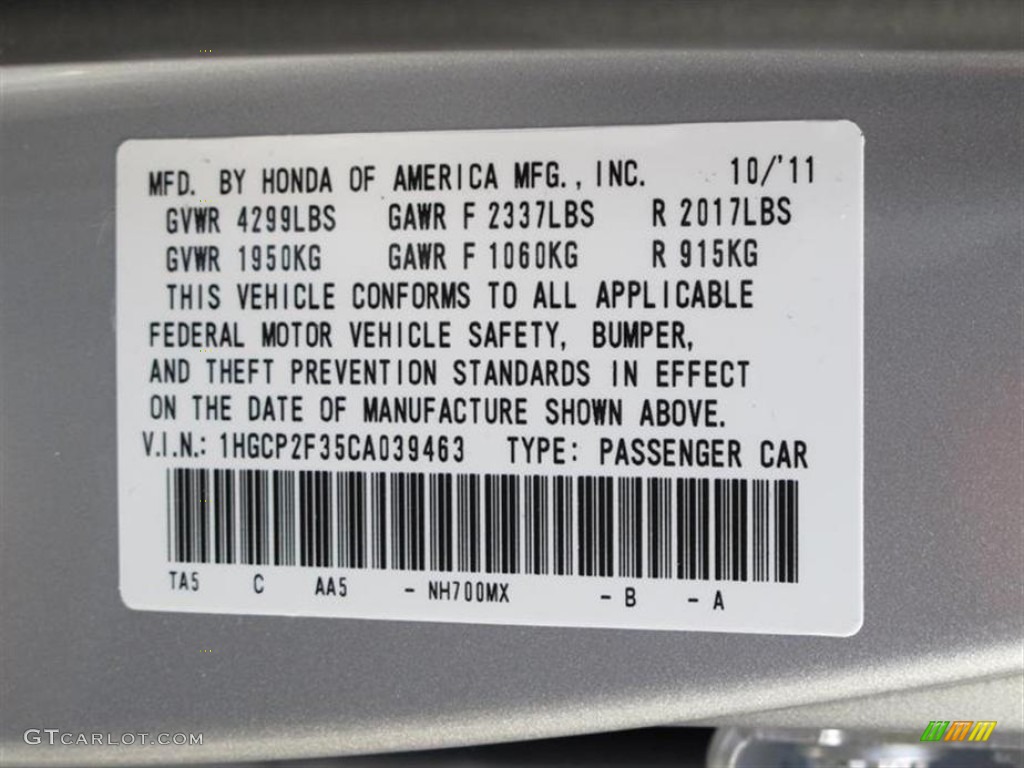 MFD. BY HONDA OF AMERICA MFG., INC. 10/'11
GVWR 4299LBS GAWR F 2337LBS R 2017LBS
GVWR 1950KG GAWR F 1060KG R 915KG
THIS VEHICLE CONFORMS TO ALL APPLICABLE
FEDERAL MOTOR VEHICLE SAFETY, BUMPER,
AND THEFT PREVENTION STANDARDS IN EFFECT
ON THE DATE OF MANUFACTURE SHOWN ABOVE.
V.I.N.: 1HGCP2F35CA039463 TYPE: PASSENGER CAR
TA5 C AA5 - NH700MX - B - A
GTCARLOT.COM